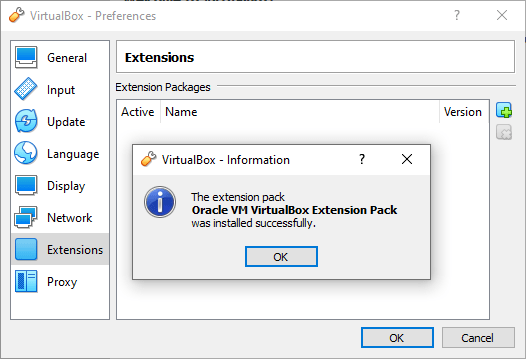 VirtualBox - Preferences
?
General
Input
Update
Language
Display
Network
Extensions
Proxy
Extensions
Extension Packages
Active Name Version
VirtualBox - Information
?
The extension pack
Oracle VM VirtualBox Extension Pack
was installed successfully.
OK
OK Cancel